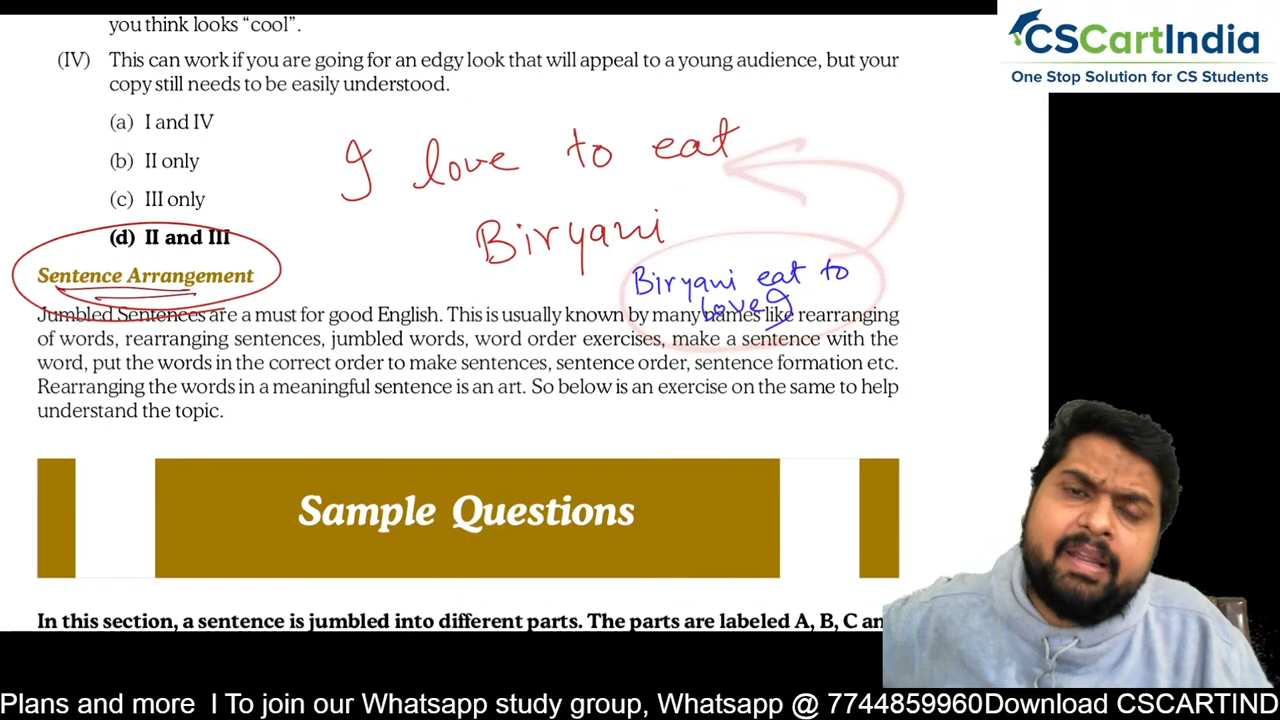 you think looks “cool”.
(IV) This can work if you are going for an edgy look that will appeal to a young audience, but your
copy still needs to be easily understood.
(a) I and IV
(b) II only
(c) III only
(d) II and III
I love to eat
Biryani
Biryani eat to
love I
Sentence Arrangement
Jumbled Sentences are a must for good English. This is usually known by many names like rearranging
of words, rearranging sentences, jumbled words, word order exercises, make a sentence with the
word, put the words in the correct order to make sentences, sentence order, sentence formation etc.
Rearranging the words in a meaningful sentence is an art. So below is an exercise on the same to help
understand the topic.
Sample Questions
In this section, a sentence is jumbled into different parts. The parts are labeled A, B, C an
CSCartIndia
One Stop Solution for CS Students
Plans and more I To join our Whatsapp study group, Whatsapp @ 7744859960Download CSCARTIND